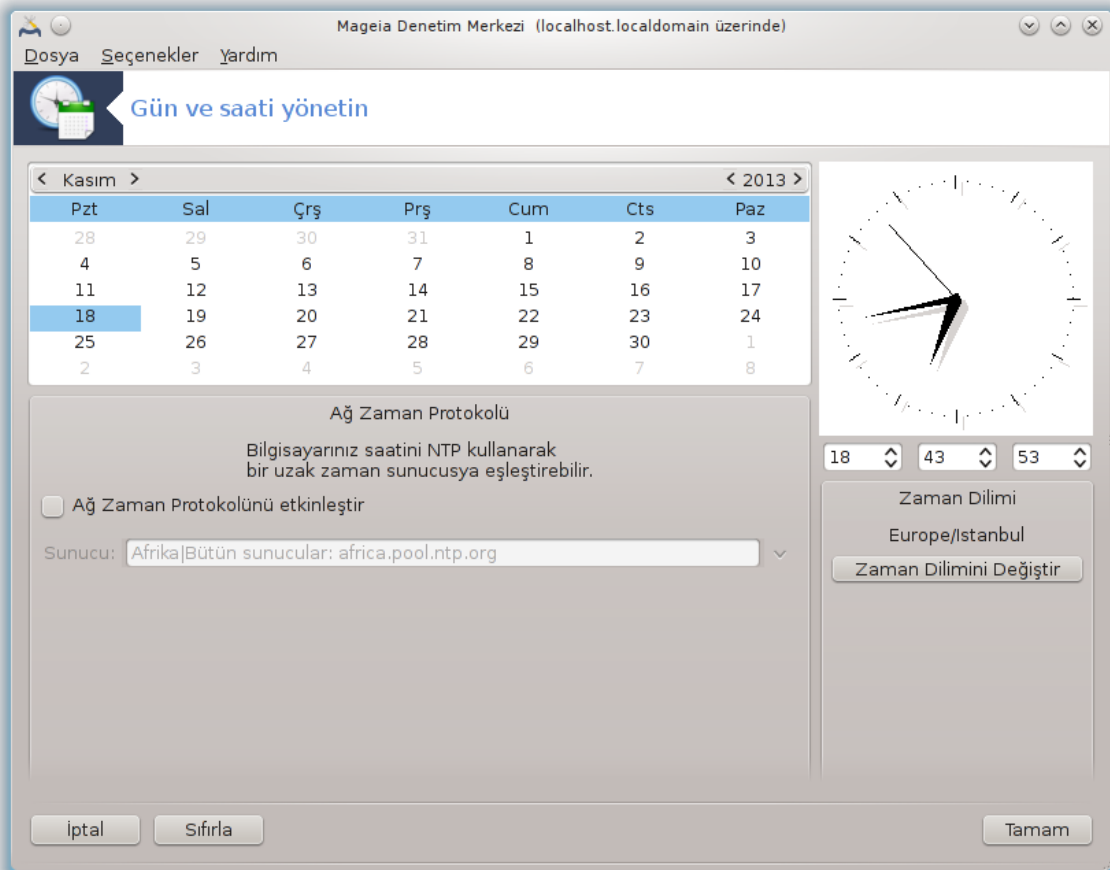 Mageia Denetim Merkezi (localhost.localdomain üzerinde)
Dosya Seçenekler Yardım
Gün ve saati yönetin
< Kasım > < 2013 >
Pzt Sal Çrş Prş Cum Cts Paz
28 29 30 31 1 2 3
4 5 6 7 8 9 10
11 12 13 14 15 16 17
18 19 20 21 22 23 24
25 26 27 28 29 30 1
2 3 4 5 6 7 8
18 43 53
Ağ Zaman Protokolü
Bilgisayarınız saatini NTP kullanarak
bir uzak zaman sunucusya eşleştirebilir.
Ağ Zaman Protokolünü etkinleştir
Sunucu: Afrika|Bütün sunucular: africa.pool.ntp.org
Zaman Dilimi
Europe/Istanbul
Zaman Dilimini Değiştir
İptal Sıfırla Tamam